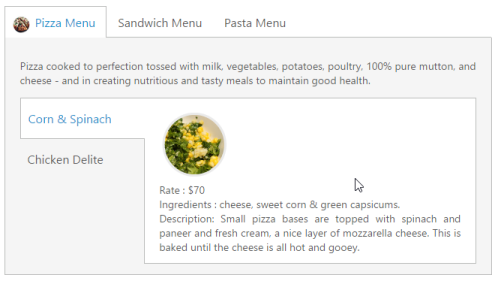 Pizza Menu Sandwich Menu Pasta Menu
Pizza cooked to perfection tossed with milk, vegetables, potatoes, poultry, 100% pure mutton, and
cheese - and in creating nutritious and tasty meals to maintain good health.
Corn & Spinach
Chicken Delite
Rate : $70
Ingredients : cheese, sweet corn & green capsicums.
Description: Small pizza bases are topped with spinach and
paneer and fresh cream, a nice layer of mozzarella cheese. This is
baked until the cheese is all hot and gooey.